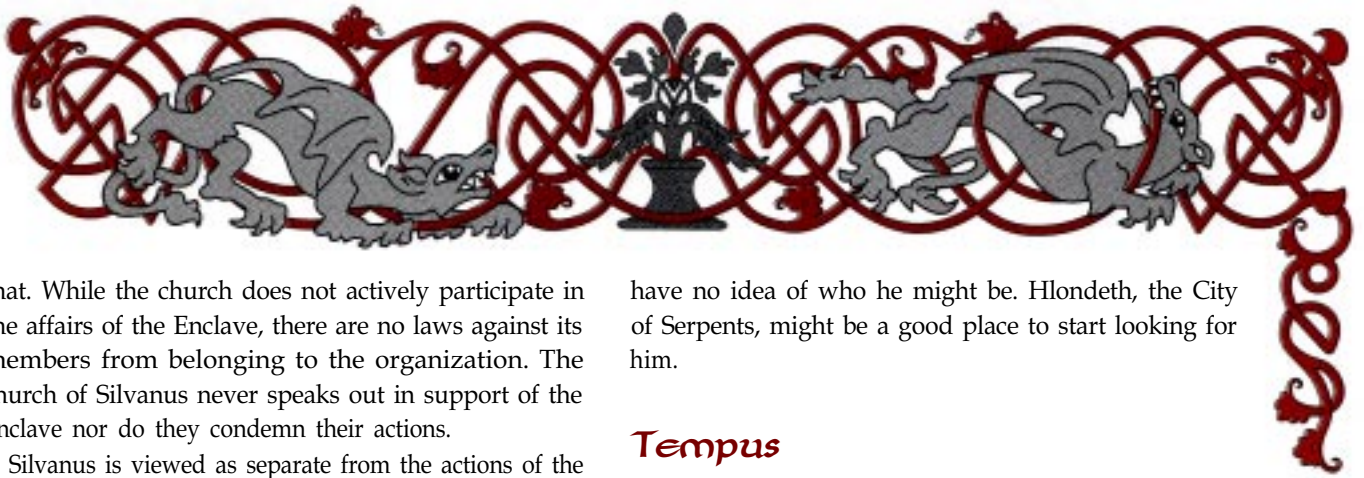 hat. While the church does not actively participate in
he affairs of the Enclave, there are no laws against its
members from belonging to the organization. The
hurch of Silvanus never speaks out in support of the
nclave nor do they condemn their actions.
Silvanus is viewed as separate from the actions of the
have no idea of who he might be. Hlondeth, the City
of Serpents, might be a good place to start looking for
him.
Tempus